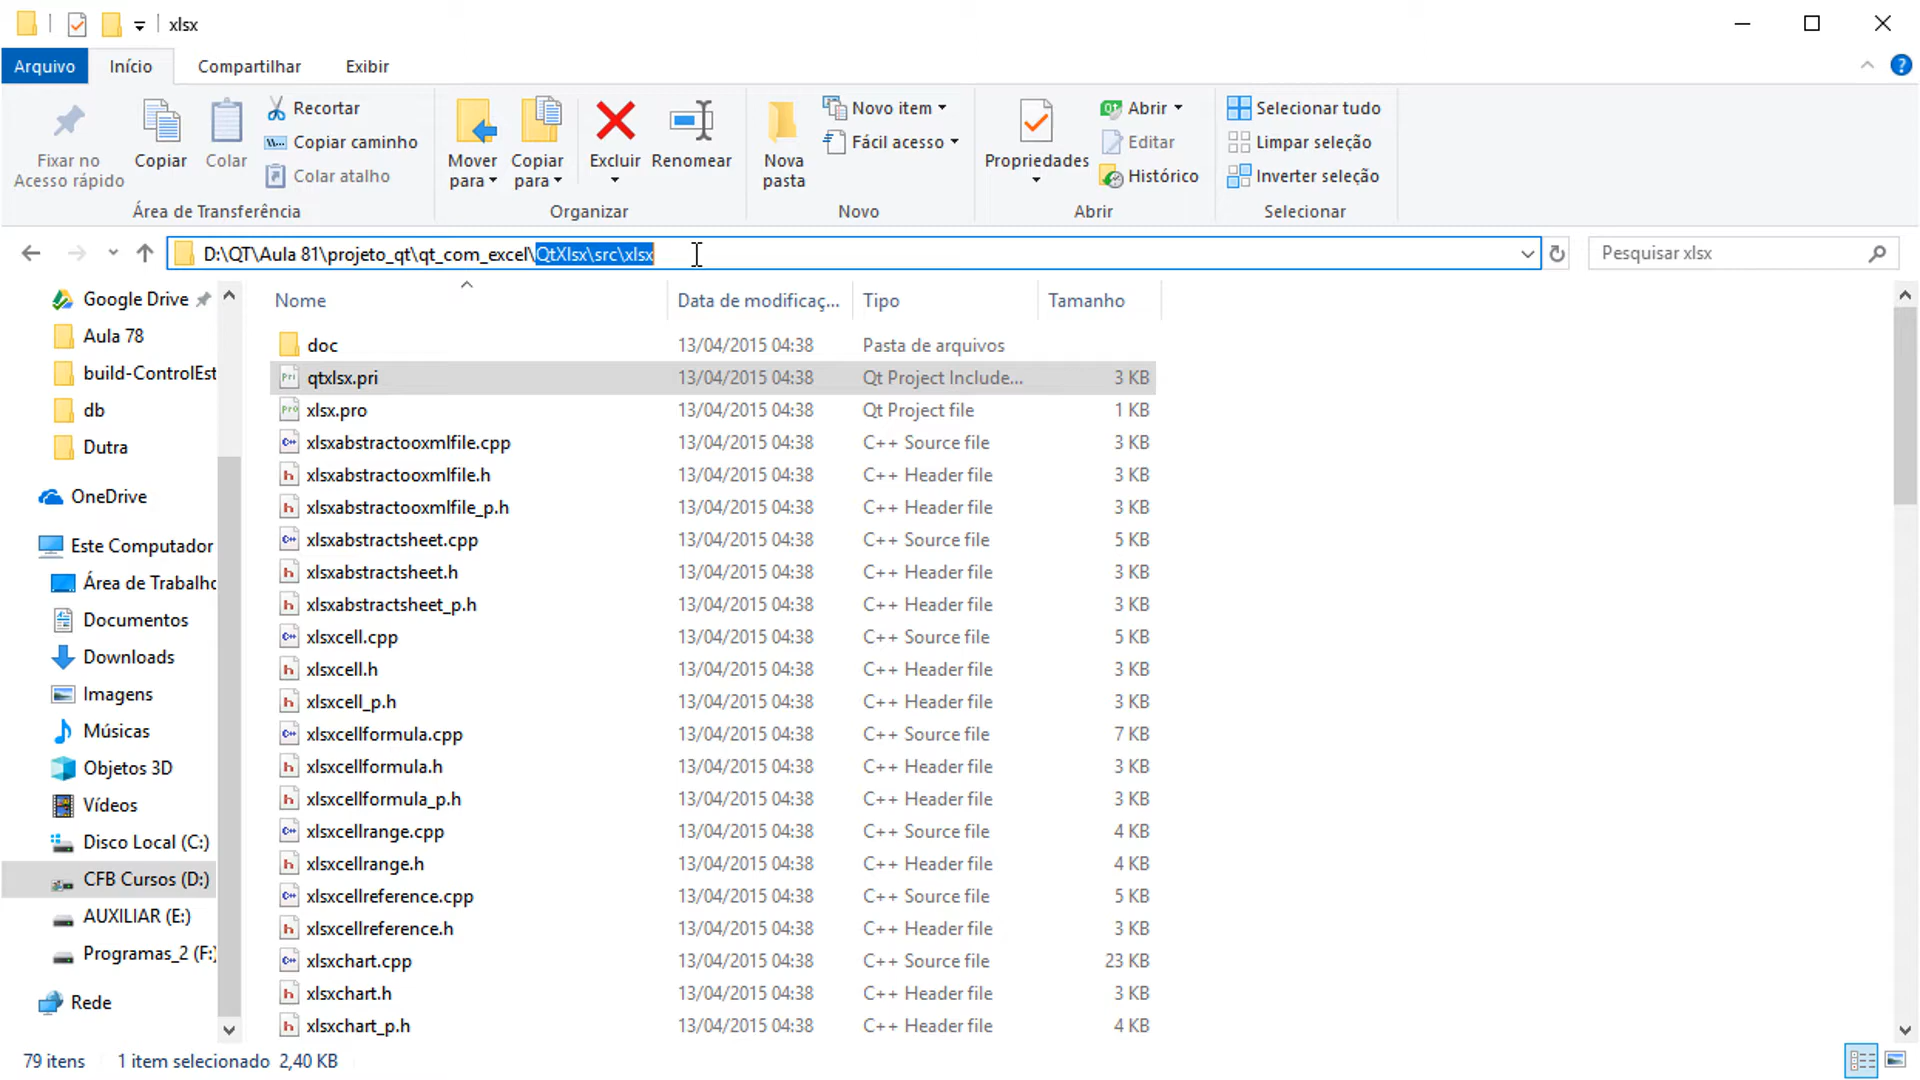 xlsx
Arquivo Início Compartilhar Exibir
Fixar no Acesso rápido
Copiar
Colar
Recortar
Copiar caminho
Colar atalho
Área de Transferência
Mover para
Copiar para
Excluir
Renomear
Organizar
Nova pasta
Novo item
Fácil acesso
Novo
Propriedades
Abrir
Editar
Histórico
Abrir
Selecionar tudo
Limpar seleção
Inverter seleção
Selecionar
D:\QT\Aula 81\projeto_qt\qt_com_excel\QtXlsx\src\xlsx
Pesquisar xlsx
Google Drive
Aula 78
build-ControlEst
db
Dutra
OneDrive
Este Computador
Área de Trabalho
Documentos
Downloads
Imagens
Músicas
Objetos 3D
Vídeos
Disco Local (C:)
CFB Cursos (D:)
AUXILIAR (E:)
Programas_2 (F:)
Rede
Nome Data de modificaç... Tipo Tamanho
doc 13/04/2015 04:38 Pasta de arquivos
qtxlsx.pri 13/04/2015 04:38 Qt Project Include... 3 KB
xlsx.pro 13/04/2015 04:38 Qt Project file 1 KB
xlsxabstractooxmlfile.cpp 13/04/2015 04:38 C++ Source file 3 KB
xlsxabstractooxmlfile.h 13/04/2015 04:38 C++ Header file 3 KB
xlsxabstractooxmlfile_p.h 13/04/2015 04:38 C++ Header file 3 KB
xlsxabstractsheet.cpp 13/04/2015 04:38 C++ Source file 5 KB
xlsxabstractsheet.h 13/04/2015 04:38 C++ Header file 3 KB
xlsxabstractsheet_p.h 13/04/2015 04:38 C++ Header file 3 KB
xlsxcell.cpp 13/04/2015 04:38 C++ Source file 5 KB
xlsxcell.h 13/04/2015 04:38 C++ Header file 3 KB
xlsxcell_p.h 13/04/2015 04:38 C++ Header file 3 KB
xlsxcellformula.cpp 13/04/2015 04:38 C++ Source file 7 KB
xlsxcellformula.h 13/04/2015 04:38 C++ Header file 3 KB
xlsxcellformula_p.h 13/04/2015 04:38 C++ Header file 3 KB
xlsxcellrange.cpp 13/04/2015 04:38 C++ Source file 4 KB
xlsxcellrange.h 13/04/2015 04:38 C++ Header file 4 KB
xlsxcellreference.cpp 13/04/2015 04:38 C++ Source file 5 KB
xlsxcellreference.h 13/04/2015 04:38 C++ Header file 3 KB
xlsxchart.cpp 13/04/2015 04:38 C++ Source file 23 KB
xlsxchart.h 13/04/2015 04:38 C++ Header file 3 KB
xlsxchart_p.h 13/04/2015 04:38 C++ Header file 4 KB
79 itens 1 item selecionado 2,40 KB